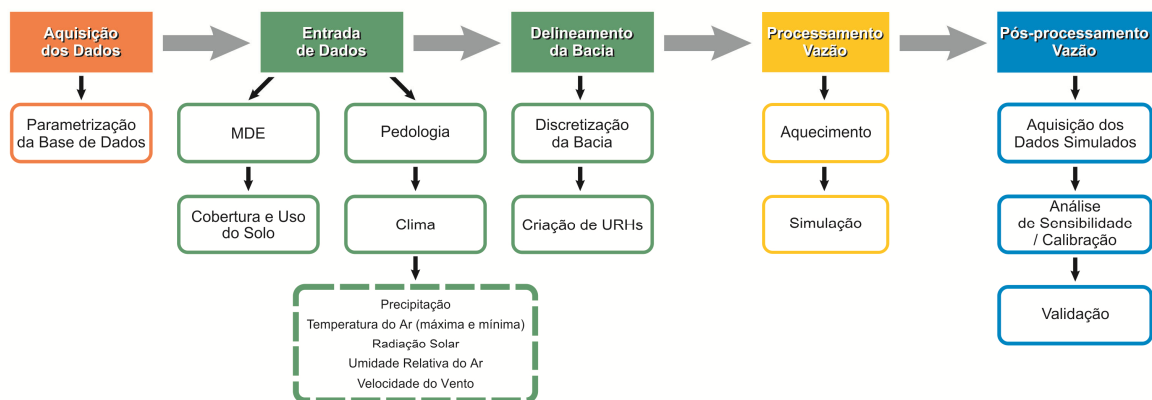 Aquisição
dos Dados
Entrada
de Dados
Delineamento
da Bacia
Processamento
Vazão
Pós-processamento
Vazão
Parametrização
da Base de Dados
MDE
Pedologia
Discretização
da Bacia
Aquecimento
Aquisição dos
Dados Simulados
Cobertura e Uso
do Solo
Clima
Criação de URHs
Simulação
Análise
de Sensibilidade
/ Calibração
Precipitação
Temperatura do Ar (máxima e mínima)
Radiação Solar
Umidade Relativa do Ar
Velocidade do Vento
Validação